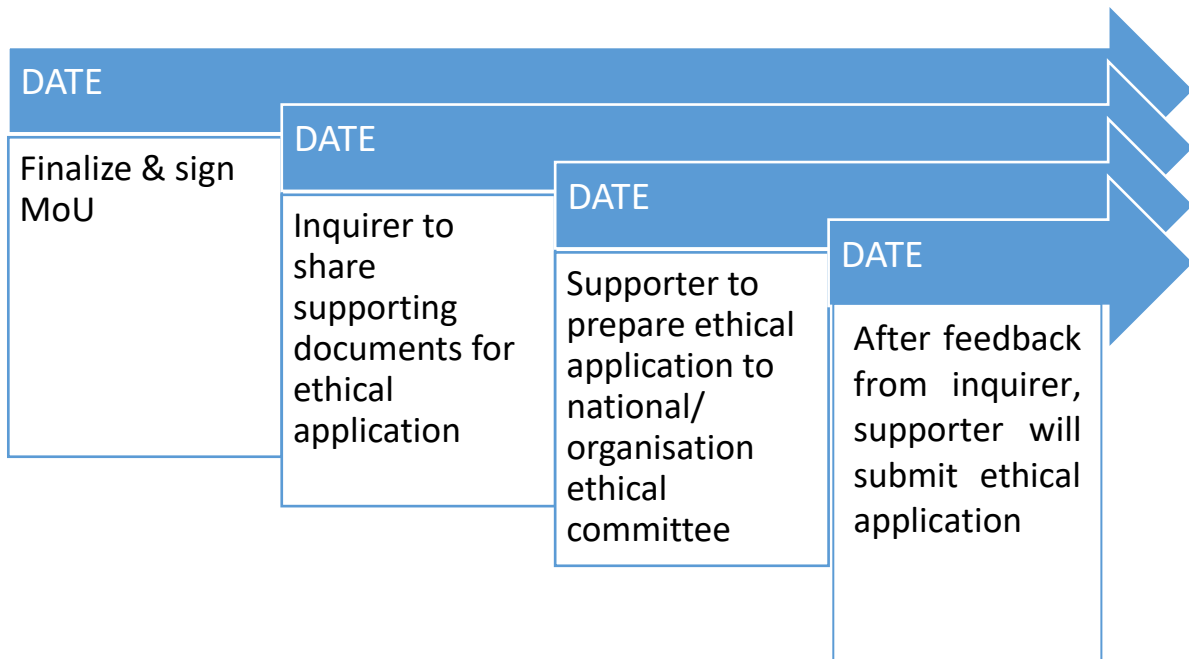 DATE
Finalize & sign
MoU
DATE
Inquirer to
share
supporting
documents for
ethical
application
DATE
Supporter to
prepare ethical
application to
national/
organisation
ethical
committee
DATE
After feedback
from inquirer,
supporter will
submit ethical
application